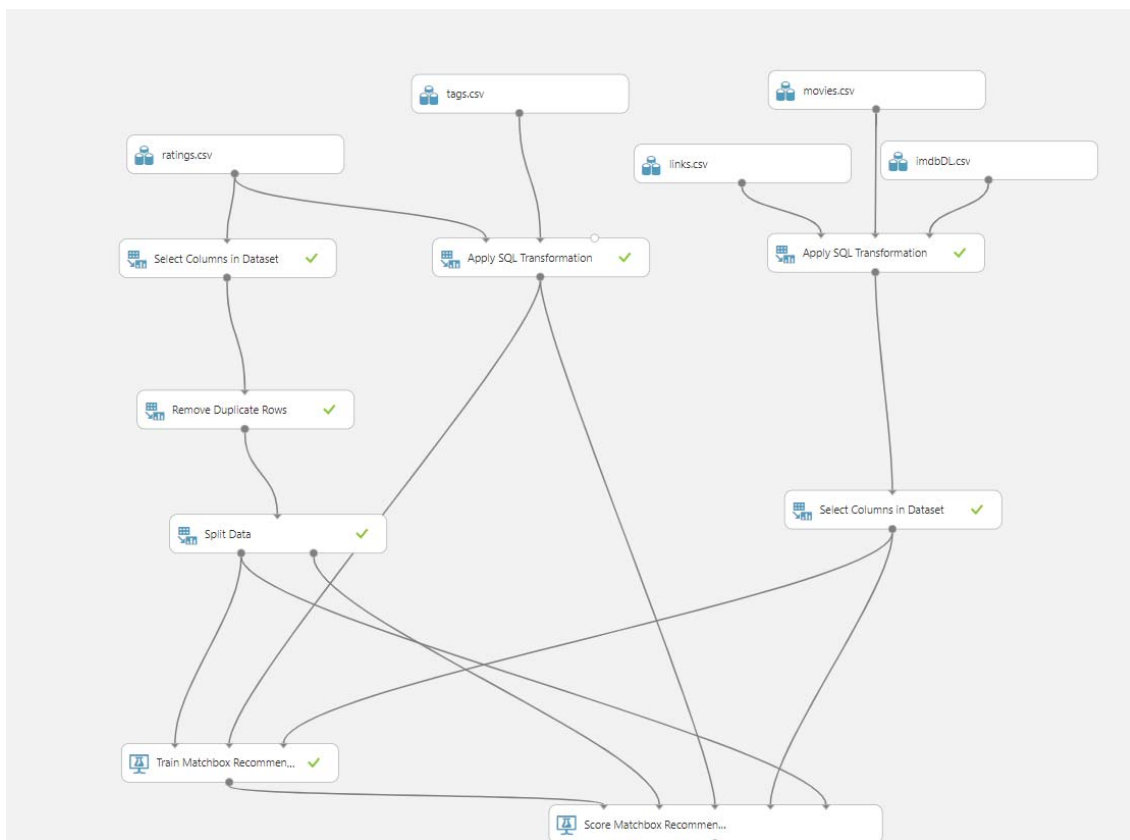 tags.csv
movies.csv
ratings.csv
links.csv
imdbDL.csv
Select Columns in Dataset
Apply SQL Transformation
Apply SQL Transformation
Remove Duplicate Rows
Select Columns in Dataset
Split Data
Train Matchbox Recommen...
Score Matchbox Recommen...